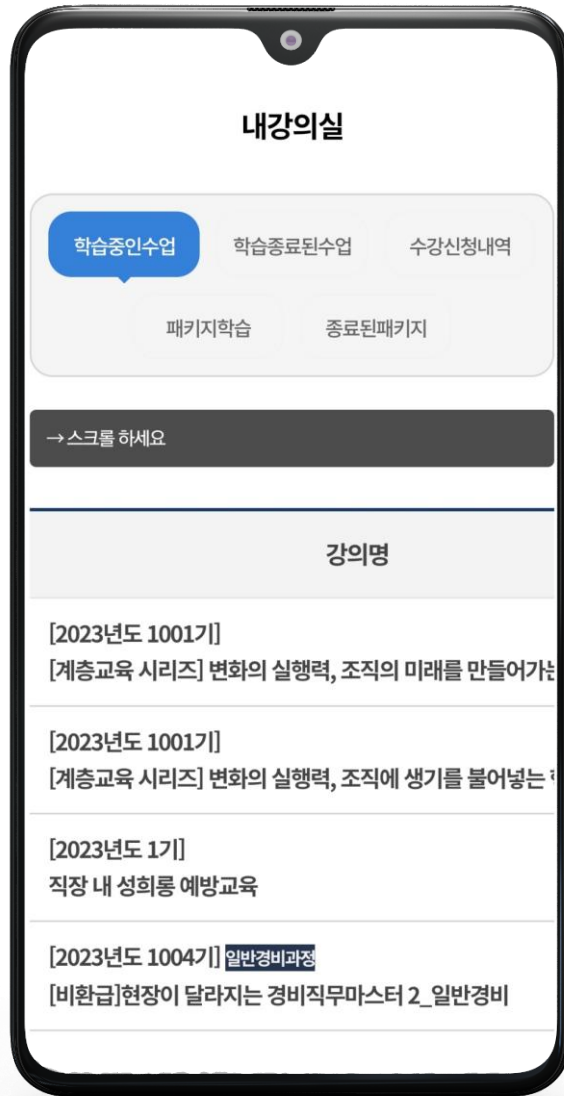 내강의실
학습중인수업 학습종료된수업 수강신청내역
패키지학습 종료된패키지
→ 스크롤 하세요
강의명
[2023년도 1001기]
[계층교육 시리즈] 변화의 실행력, 조직의 미래를 만들어가는
[2023년도 1001기]
[계층교육 시리즈] 변화의 실행력, 조직에 생기를 불어넣는
[2023년도 1기]
직장 내 성희롱 예방교육
[2023년도 1004기] 일반경비과정
[비환급]현장이 달라지는 경비직무마스터 2_일반경비